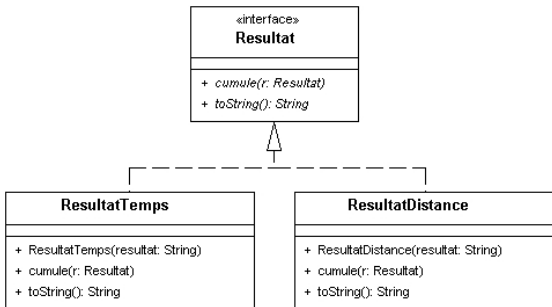 «interface»
Resultat
+ cumule(r: Resultat)
+ toString(): String
ResultatTemps
+ ResultatTemps(resultat: String)
+ cumule(r: Resultat)
+ toString(): String
ResultatDistance
+ ResultatDistance(resultat: String)
+ cumule(r: Resultat)
+ toString(): String